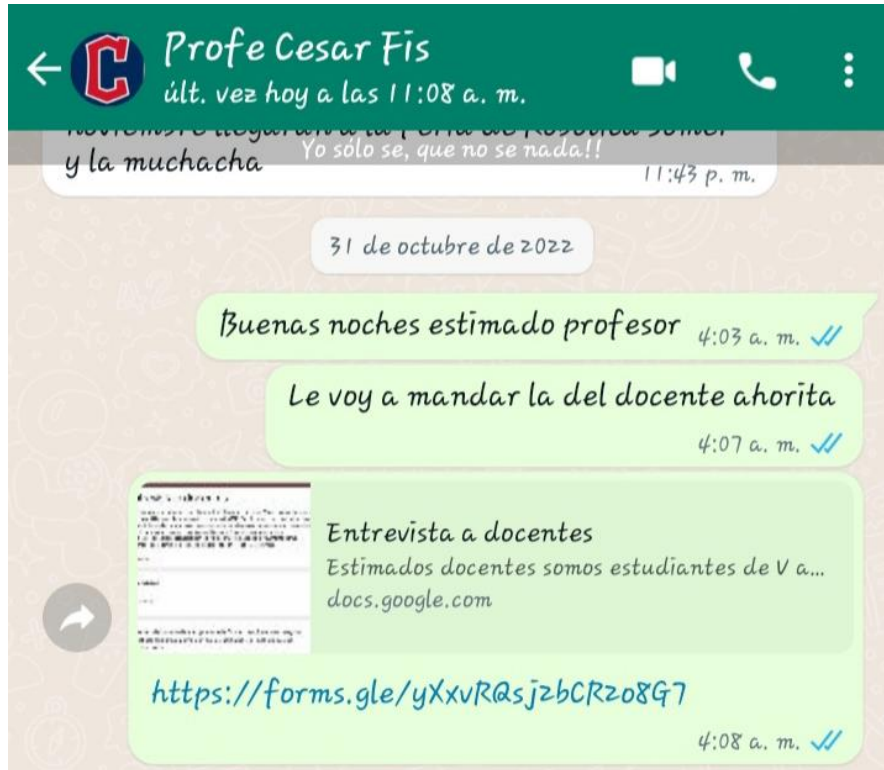 Profe Cesar Fis
últ. vez hoy a las 11:08 a. m.
y la muchacha
Yo sólo se, que no se nada!!
11:43 p. m.
31 de octubre de 2022
Buenas noches estimado profesor 4:03 a. m.
Le voy a mandar la del docente ahorita
4:07 a. m.
Entrevista a docentes
Estimados docentes somos estudiantes de V a...
docs.google.com
https://forms.gle/yXxvRQsjzbCRzo8G7
4:08 a. m.